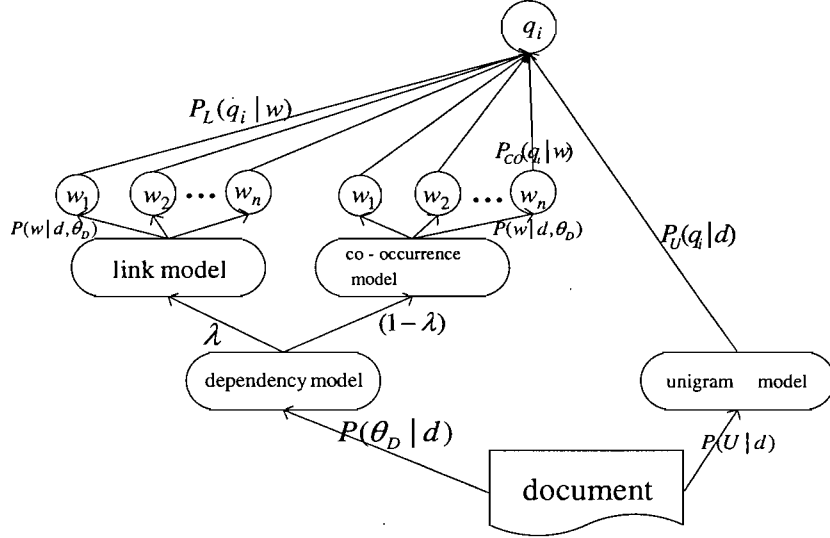 q_i
P_L(q_i | w)
P_CO(q_i | w)
w_1 w_2 ... w_n w_1 w_2 ... w_n
P(w | d, θ_D) P(w | d, θ_D)
P_U(q_i | d)
link model
co - occurrence
model
λ (1 − λ)
dependency model unigram model
P(θ_D | d) P(U | d)
document